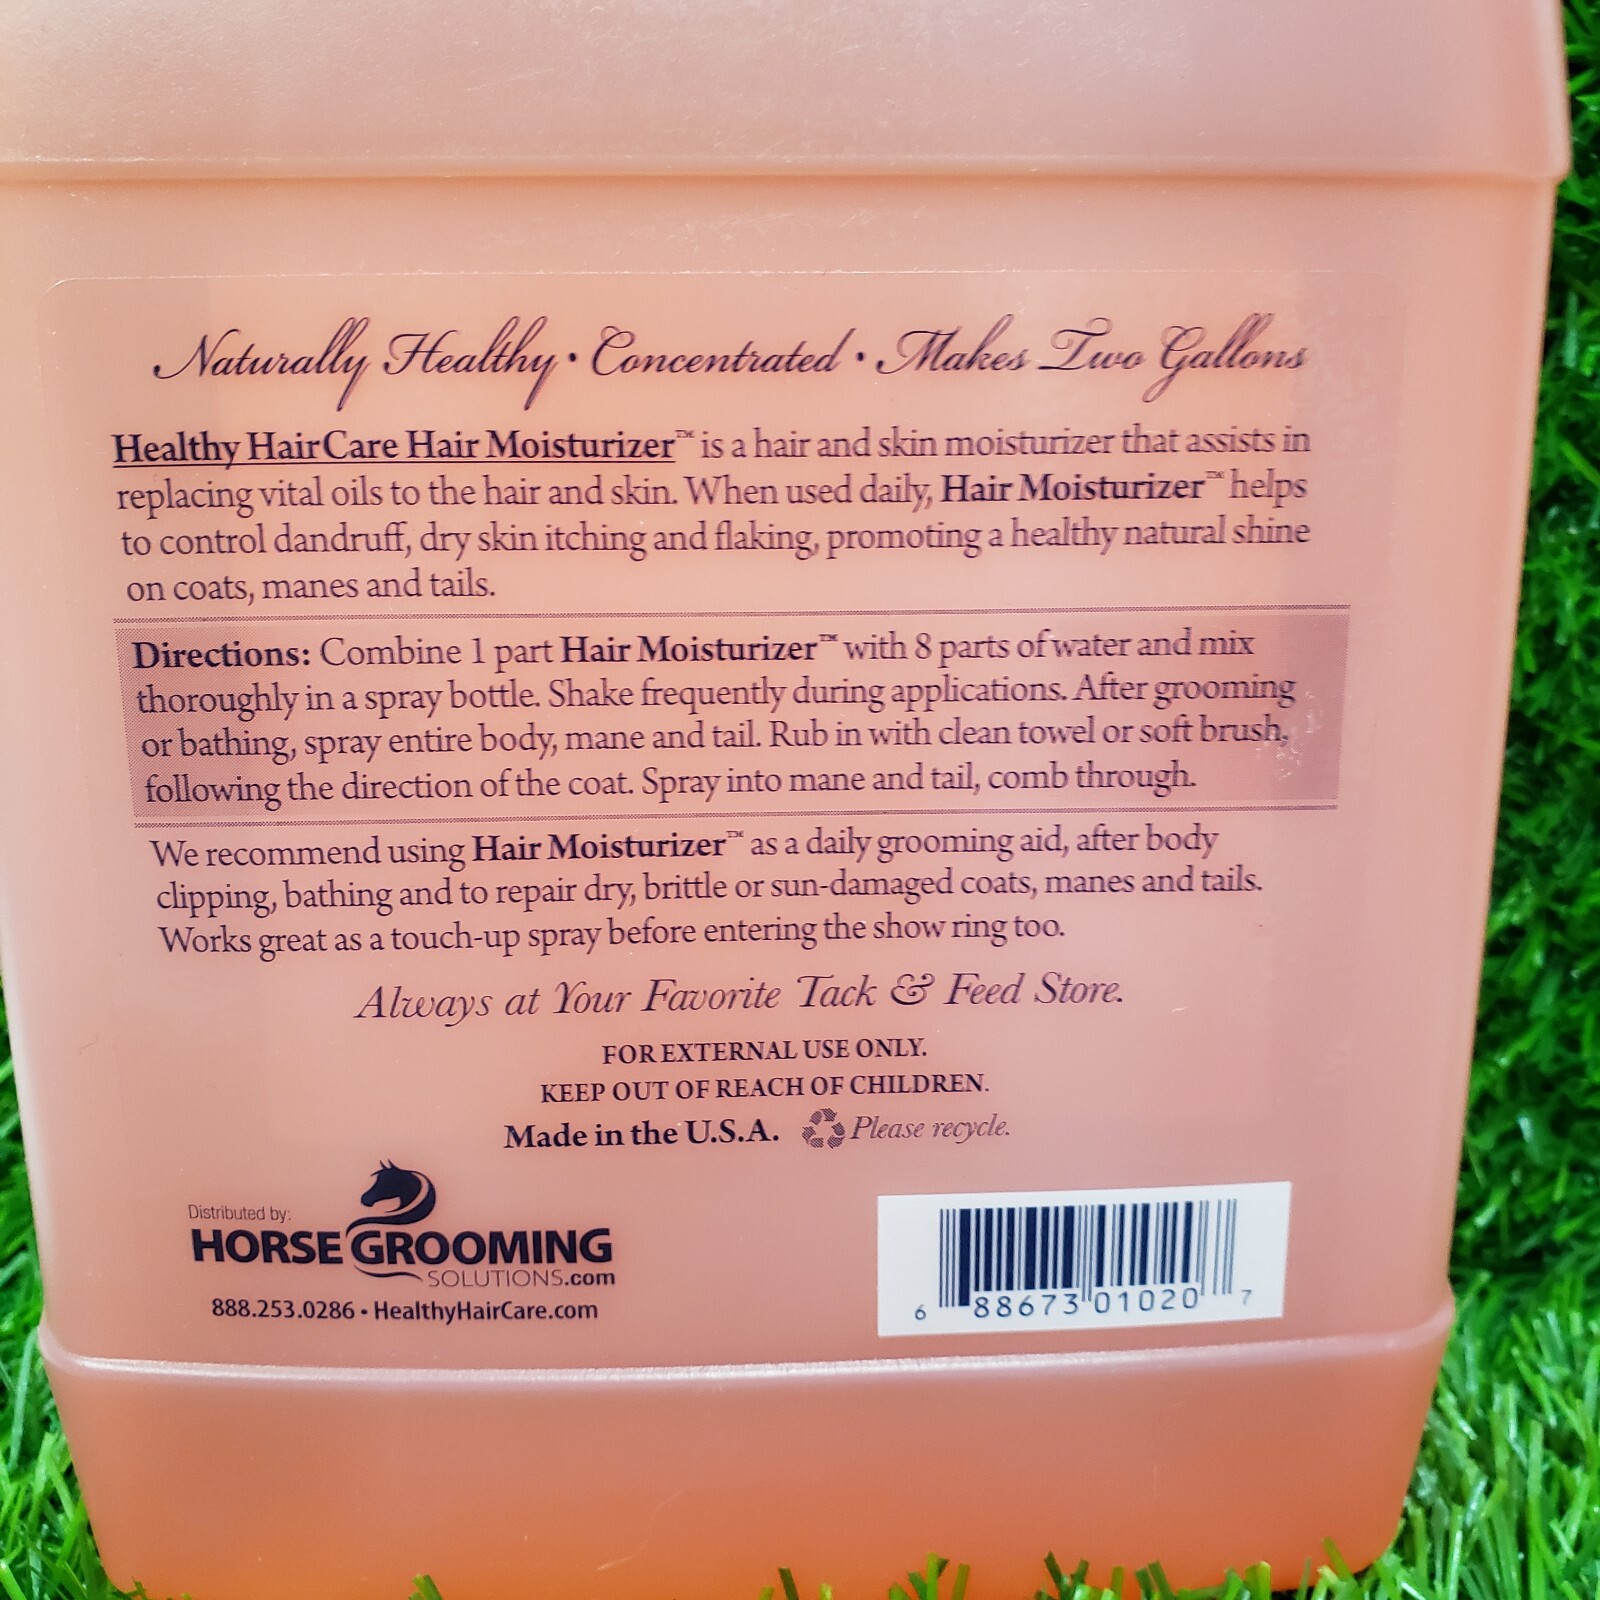 Naturally Healthy • Concentrated • Makes Two Gallons
Healthy HairCare Hair Moisturizer™ is a hair and skin moisturizer that assists in
replacing vital oils to the hair and skin. When used daily, Hair Moisturizer™ helps
to control dandruff, dry skin itching and flaking, promoting a healthy natural shine
on coats, manes and tails.
Directions: Combine 1 part Hair Moisturizer™ with 8 parts of water and mix
thoroughly in a spray bottle. Shake frequently during applications. After grooming
or bathing, spray entire body, mane and tail. Rub in with clean towel or soft brush,
following the direction of the coat. Spray into mane and tail, comb through.
We recommend using Hair Moisturizer™ as a daily grooming aid, after body
clipping, bathing and to repair dry, brittle or sun-damaged coats, manes and tails.
Works great as a touch-up spray before entering the show ring too.
Always at Your Favorite Tack & Feed Store.
FOR EXTERNAL USE ONLY.
KEEP OUT OF REACH OF CHILDREN.
Made in the U.S.A. Please recycle.
Distributed by:
HORSE GROOMING
SOLUTIONS.com
888.253.0286 • HealthyHairCare.com
6 88673 01020 7